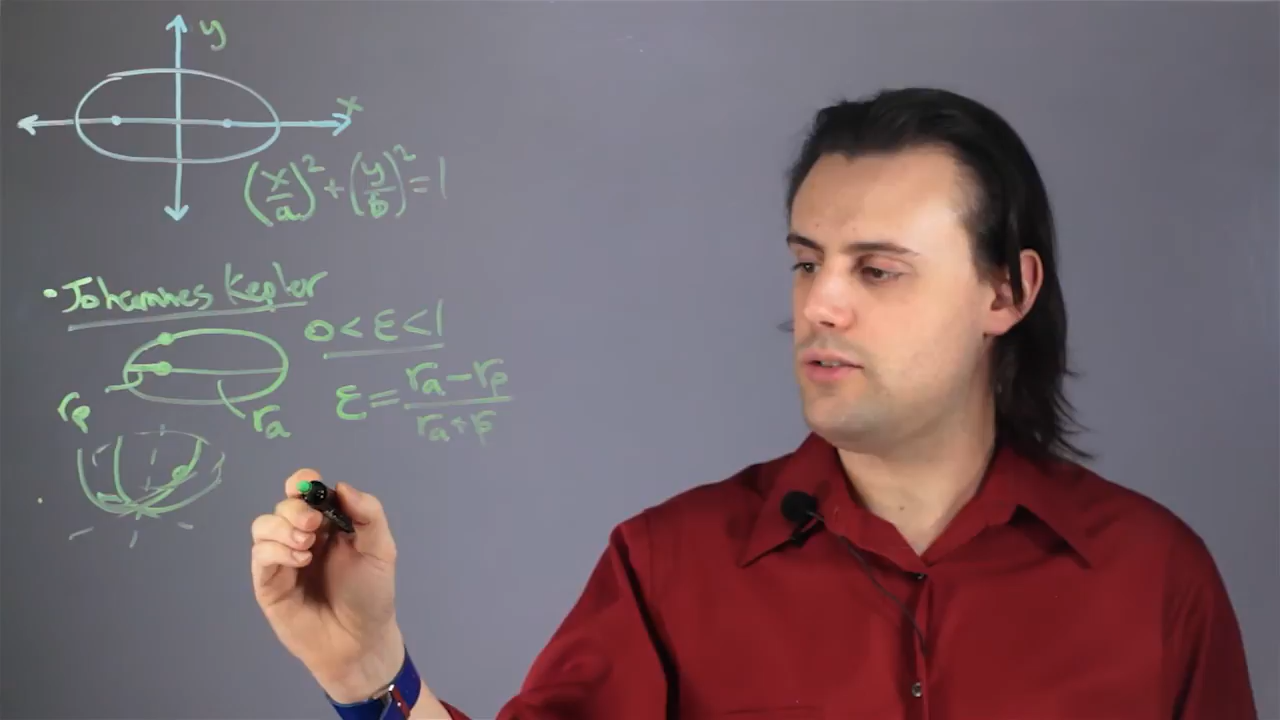 y
x
(x/a)² + (y/b)² = 1
• Johannes Kepler
0 < ε < 1
ε = (ra − rp)/(ra + rp)
rp
ra